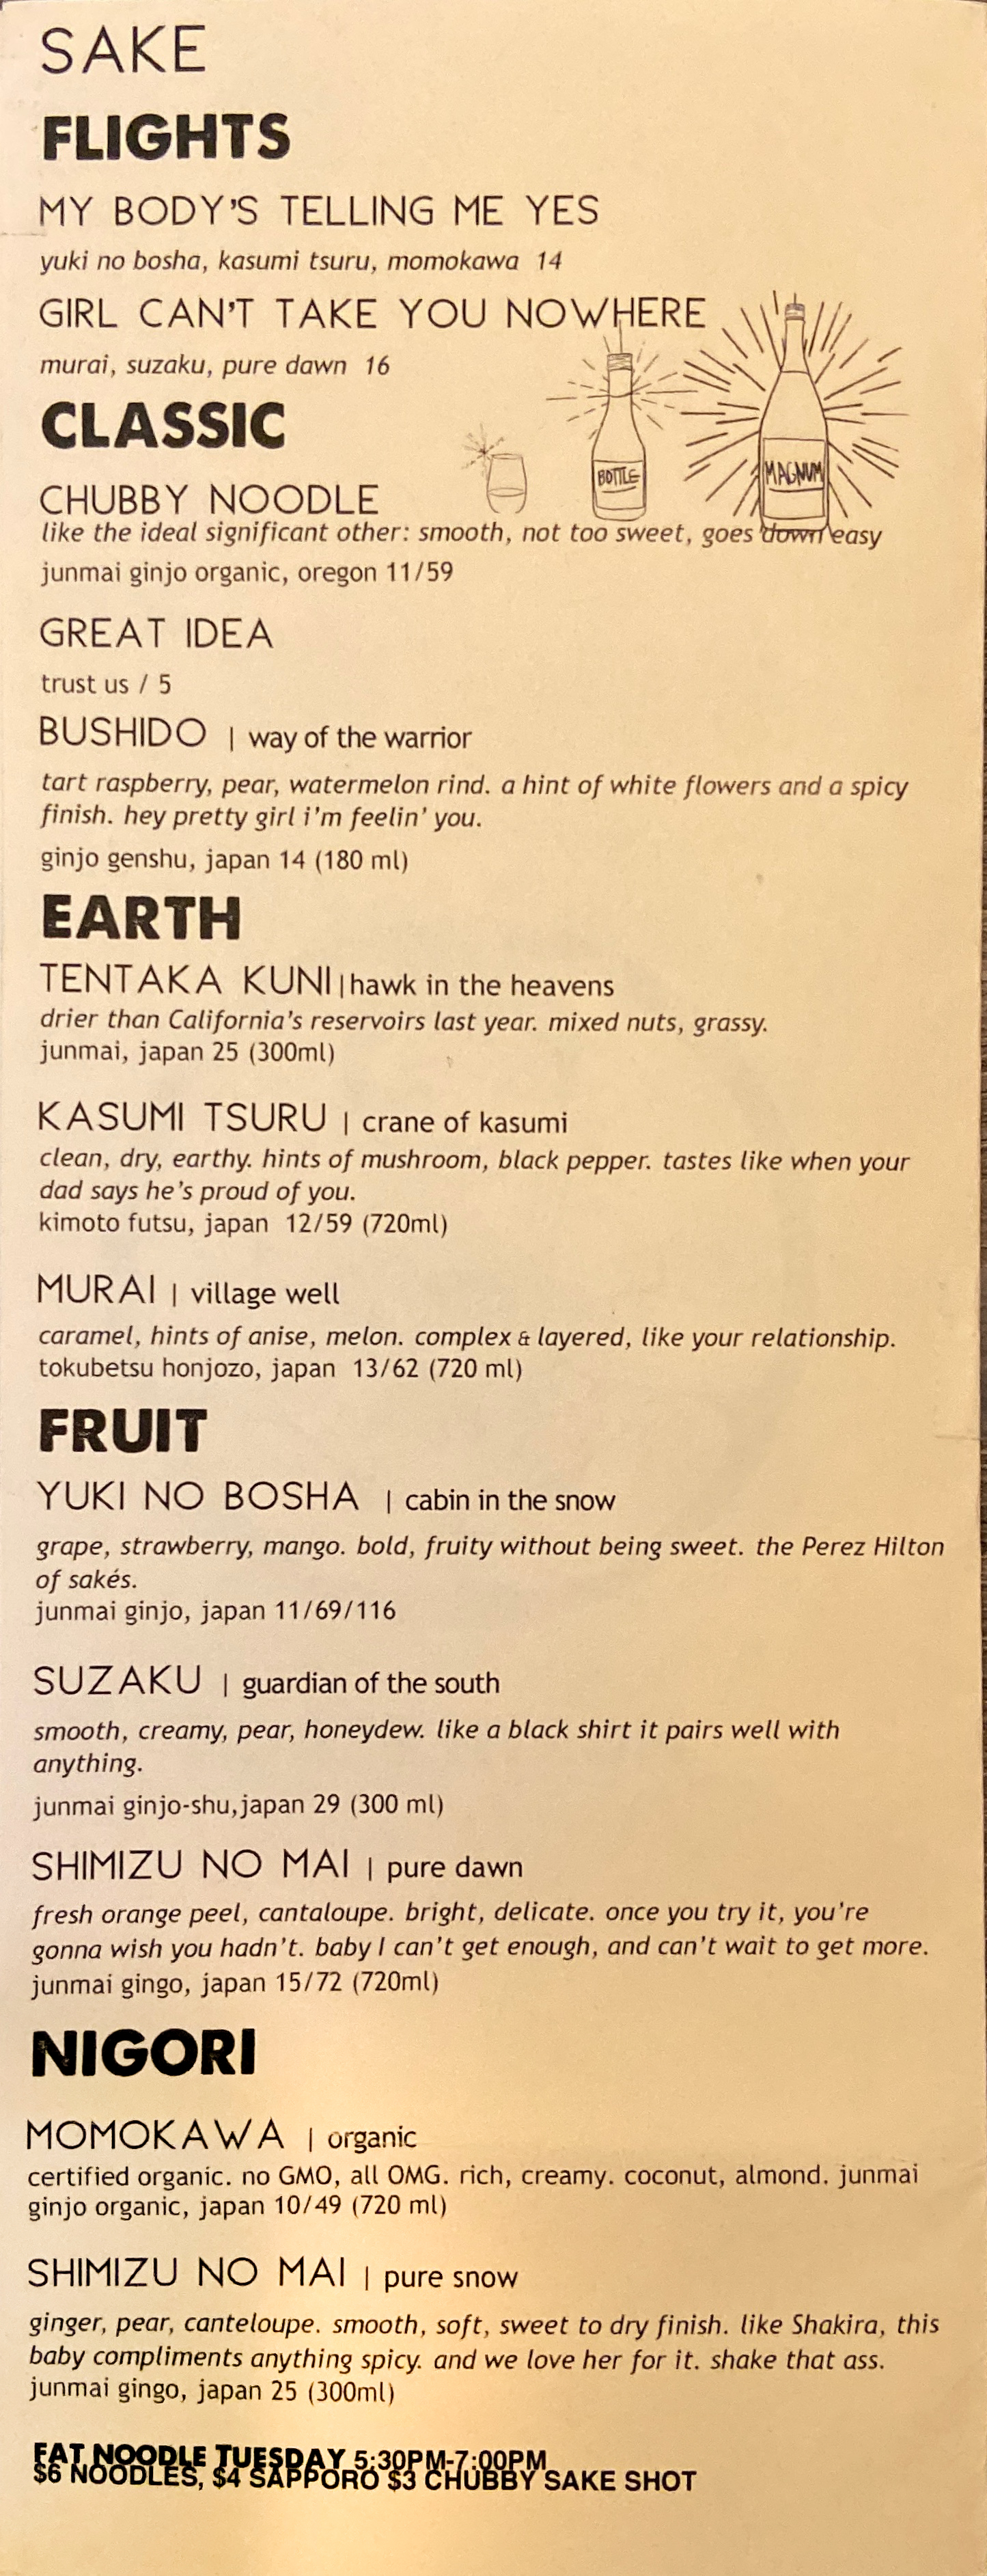 SAKE
FLIGHTS
MY BODY'S TELLING ME YES
yuki no bosha, kasumi tsuru, momokawa 14
GIRL CAN'T TAKE YOU NOWHERE
murai, suzaku, pure dawn 16
CLASSIC
BOTTLE
MAGNUM
CHUBBY NOODLE
like the ideal significant other: smooth, not too sweet, goes down easy
junmai ginjo organic, oregon 11/59
GREAT IDEA
trust us / 5
BUSHIDO | way of the warrior
tart raspberry, pear, watermelon rind. a hint of white flowers and a spicy
finish. hey pretty girl i'm feelin' you.
ginjo genshu, japan 14 (180 ml)
EARTH
TENTAKA KUNI|hawk in the heavens
drier than California's reservoirs last year. mixed nuts, grassy.
junmai, japan 25 (300ml)
KASUMI TSURU | crane of kasumi
clean, dry, earthy. hints of mushroom, black pepper. tastes like when your
dad says he's proud of you.
kimoto futsu, japan 12/59 (720ml)
MURAI | village well
caramel, hints of anise, melon. complex & layered, like your relationship.
tokubetsu honjozo, japan 13/62 (720 ml)
FRUIT
YUKI NO BOSHA | cabin in the snow
grape, strawberry, mango. bold, fruity without being sweet. the Perez Hilton
of sakés.
junmai ginjo, japan 11/69/116
SUZAKU | guardian of the south
smooth, creamy, pear, honeydew. like a black shirt it pairs well with
anything.
junmai ginjo-shu,japan 29 (300 ml)
SHIMIZU NO MAI | pure dawn
fresh orange peel, cantaloupe. bright, delicate. once you try it, you're
gonna wish you hadn't. baby I can't get enough, and can't wait to get more.
junmai gingo, japan 15/72 (720ml)
NIGORI
MOMOKAWA | organic
certified organic. no GMO, all OMG. rich, creamy. coconut, almond. junmai
ginjo organic, japan 10/49 (720 ml)
SHIMIZU NO MAI | pure snow
ginger, pear, canteloupe. smooth, soft, sweet to dry finish. like Shakira, this
baby compliments anything spicy. and we love her for it. shake that ass.
junmai gingo, japan 25 (300ml)
FAT NOODLE TUESDAY 5:30PM-7:00PM
$6 NOODLES, $4 SAPPORO $3 CHUBBY SAKE SHOT